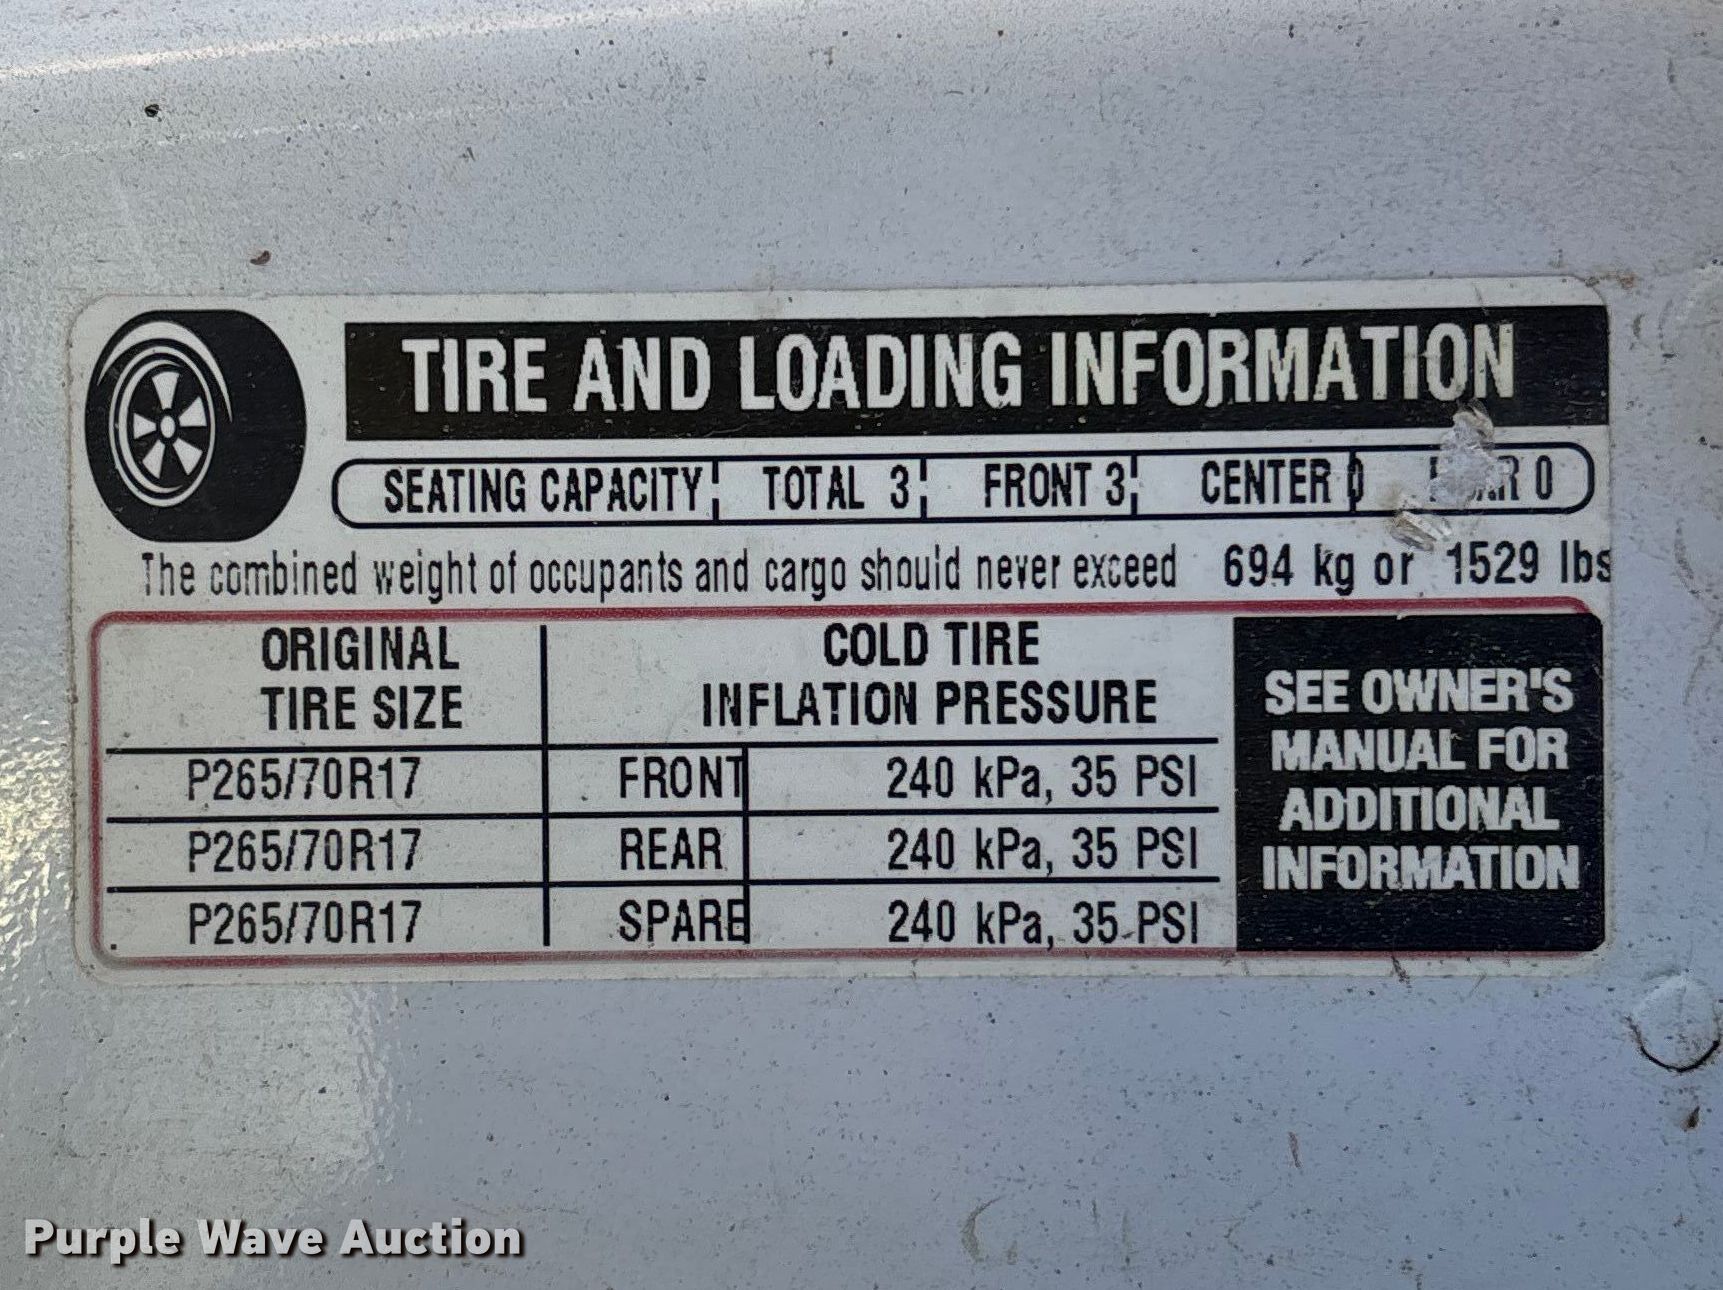 TIRE AND LOADING INFORMATION
SEATING CAPACITY TOTAL 3 FRONT 3 CENTER 0 0
The combined weight of occupants and cargo should never exceed 694 kg or 1529 lbs
ORIGINAL TIRE SIZE
COLD TIRE INFLATION PRESSURE
P265/70R17 FRONT 240 kPa, 35 PSI
P265/70R17 REAR 240 kPa, 35 PSI
P265/70R17 SPARE 240 kPa, 35 PSI
SEE OWNER'S
MANUAL FOR
ADDITIONAL
INFORMATION
Purple Wave Auction